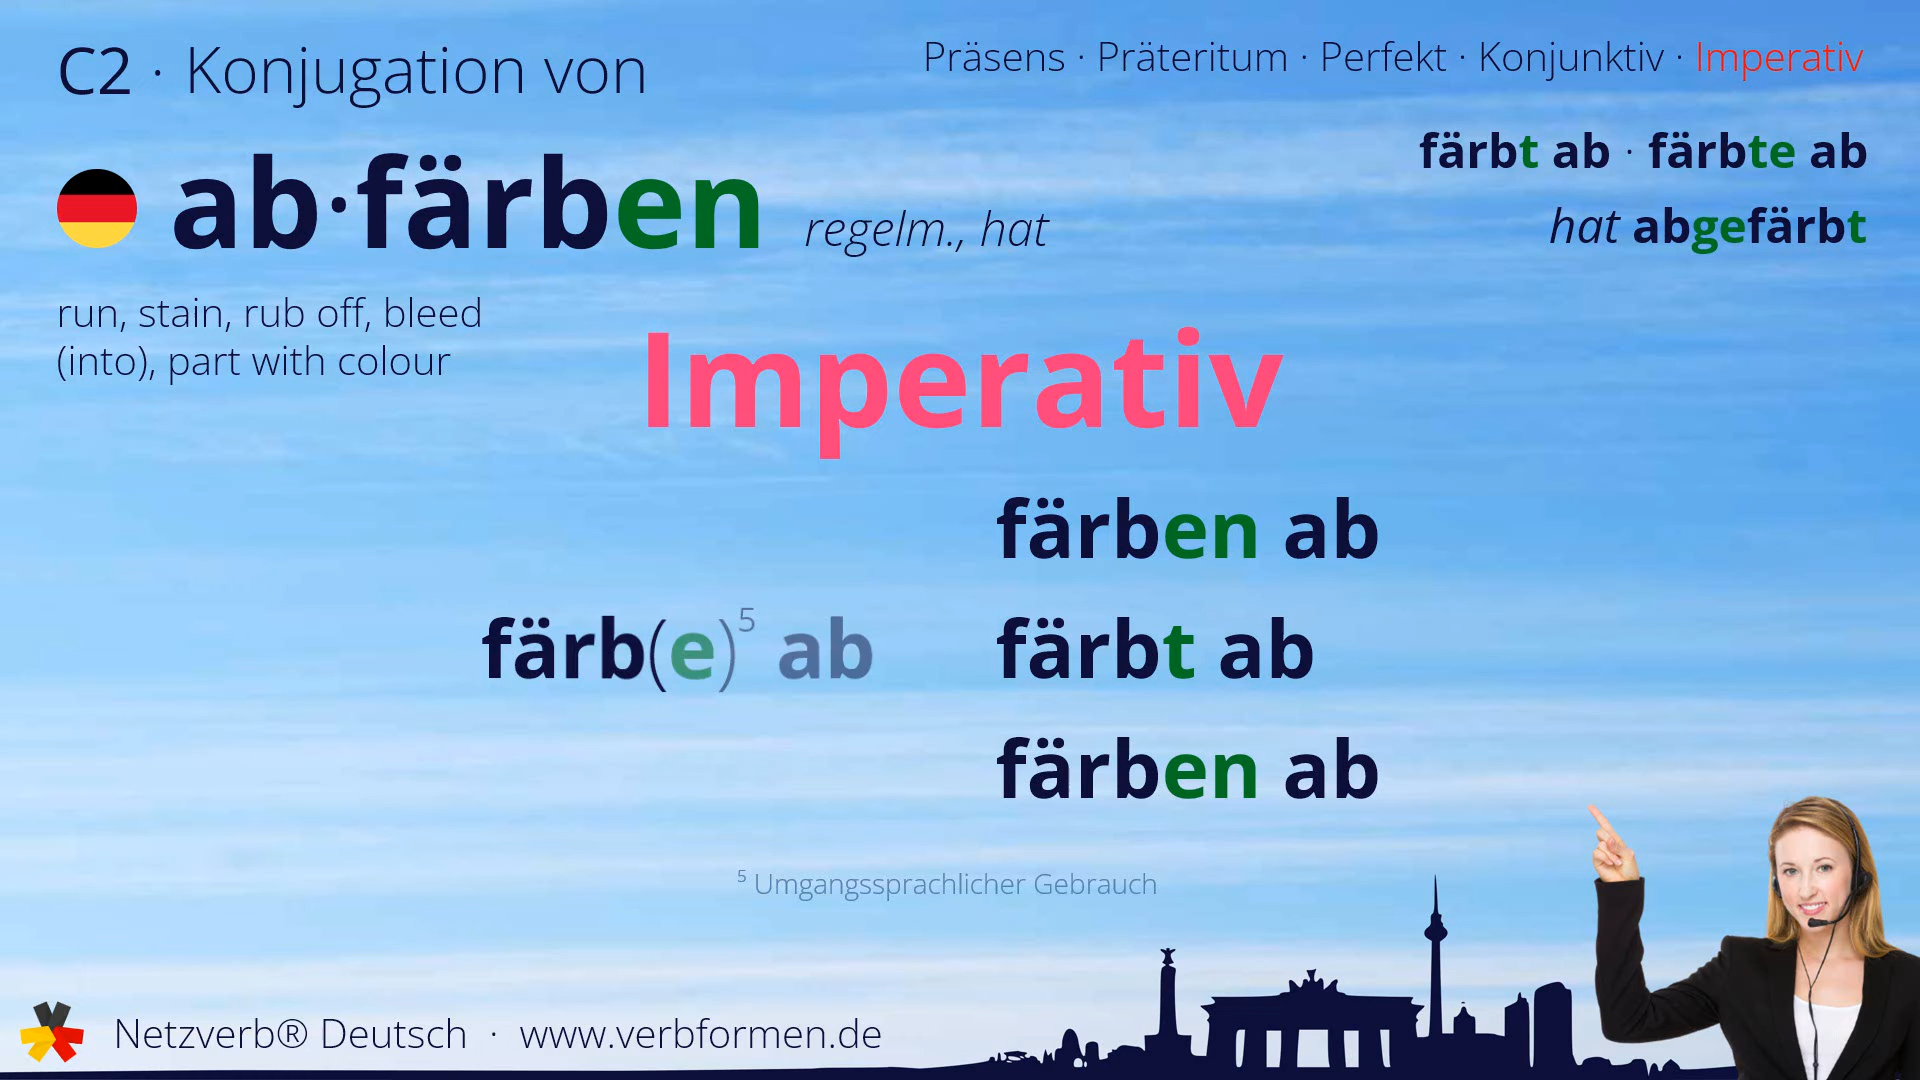 C2 · Konjugation von
Präsens · Präteritum · Perfekt · Konjunktiv · Imperativ
ab·färben regelm., hat
färbt ab · färbte ab
hat abgefärbt
run, stain, rub off, bleed
(into), part with colour
Imperativ
färben ab
färb(e)⁵ ab färbt ab
färben ab
⁵ Umgangssprachlicher Gebrauch
Netzverb® Deutsch · www.verbformen.de